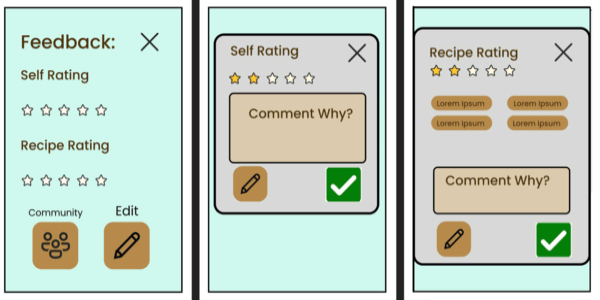 Feedback:
Self Rating
Recipe Rating
Community
Edit
Self Rating
Comment Why?
Recipe Rating
Lorem Ipsum
Lorem Ipsum
Lorem Ipsum
Lorem Ipsum
Comment Why?